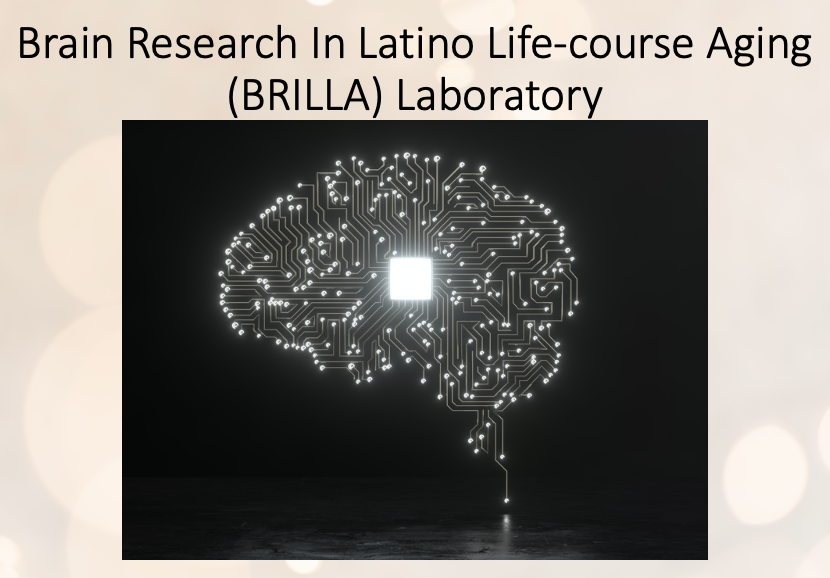 Brain Research In Latino Life-course Aging
(BRILLA) Laboratory